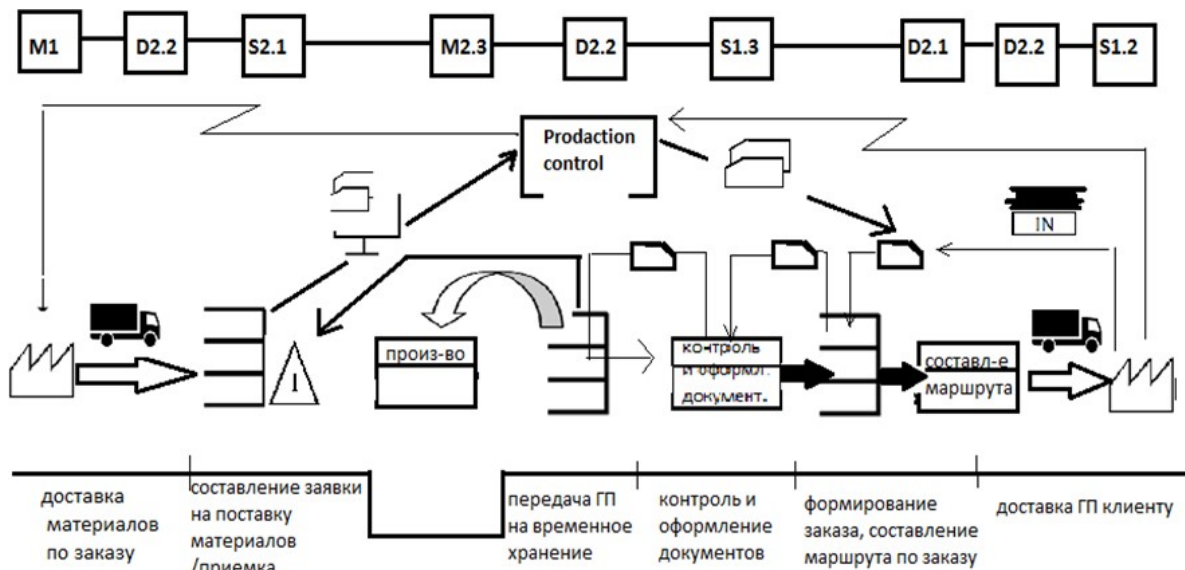 M1
D2.2
S2.1
M2.3
D2.2
S1.3
D2.1
D2.2
S1.2
Prodaction
control
IN
I
произ-во
контроль
и оформл.
документ.
составл-е
маршрута
доставка
материалов
по заказу
составление заявки
на поставку
материалов
/приемка
передача ГП
на временное
хранение
контроль и
оформление
документов
формирование
заказа, составление
маршрута по заказу
доставка ГП клиенту